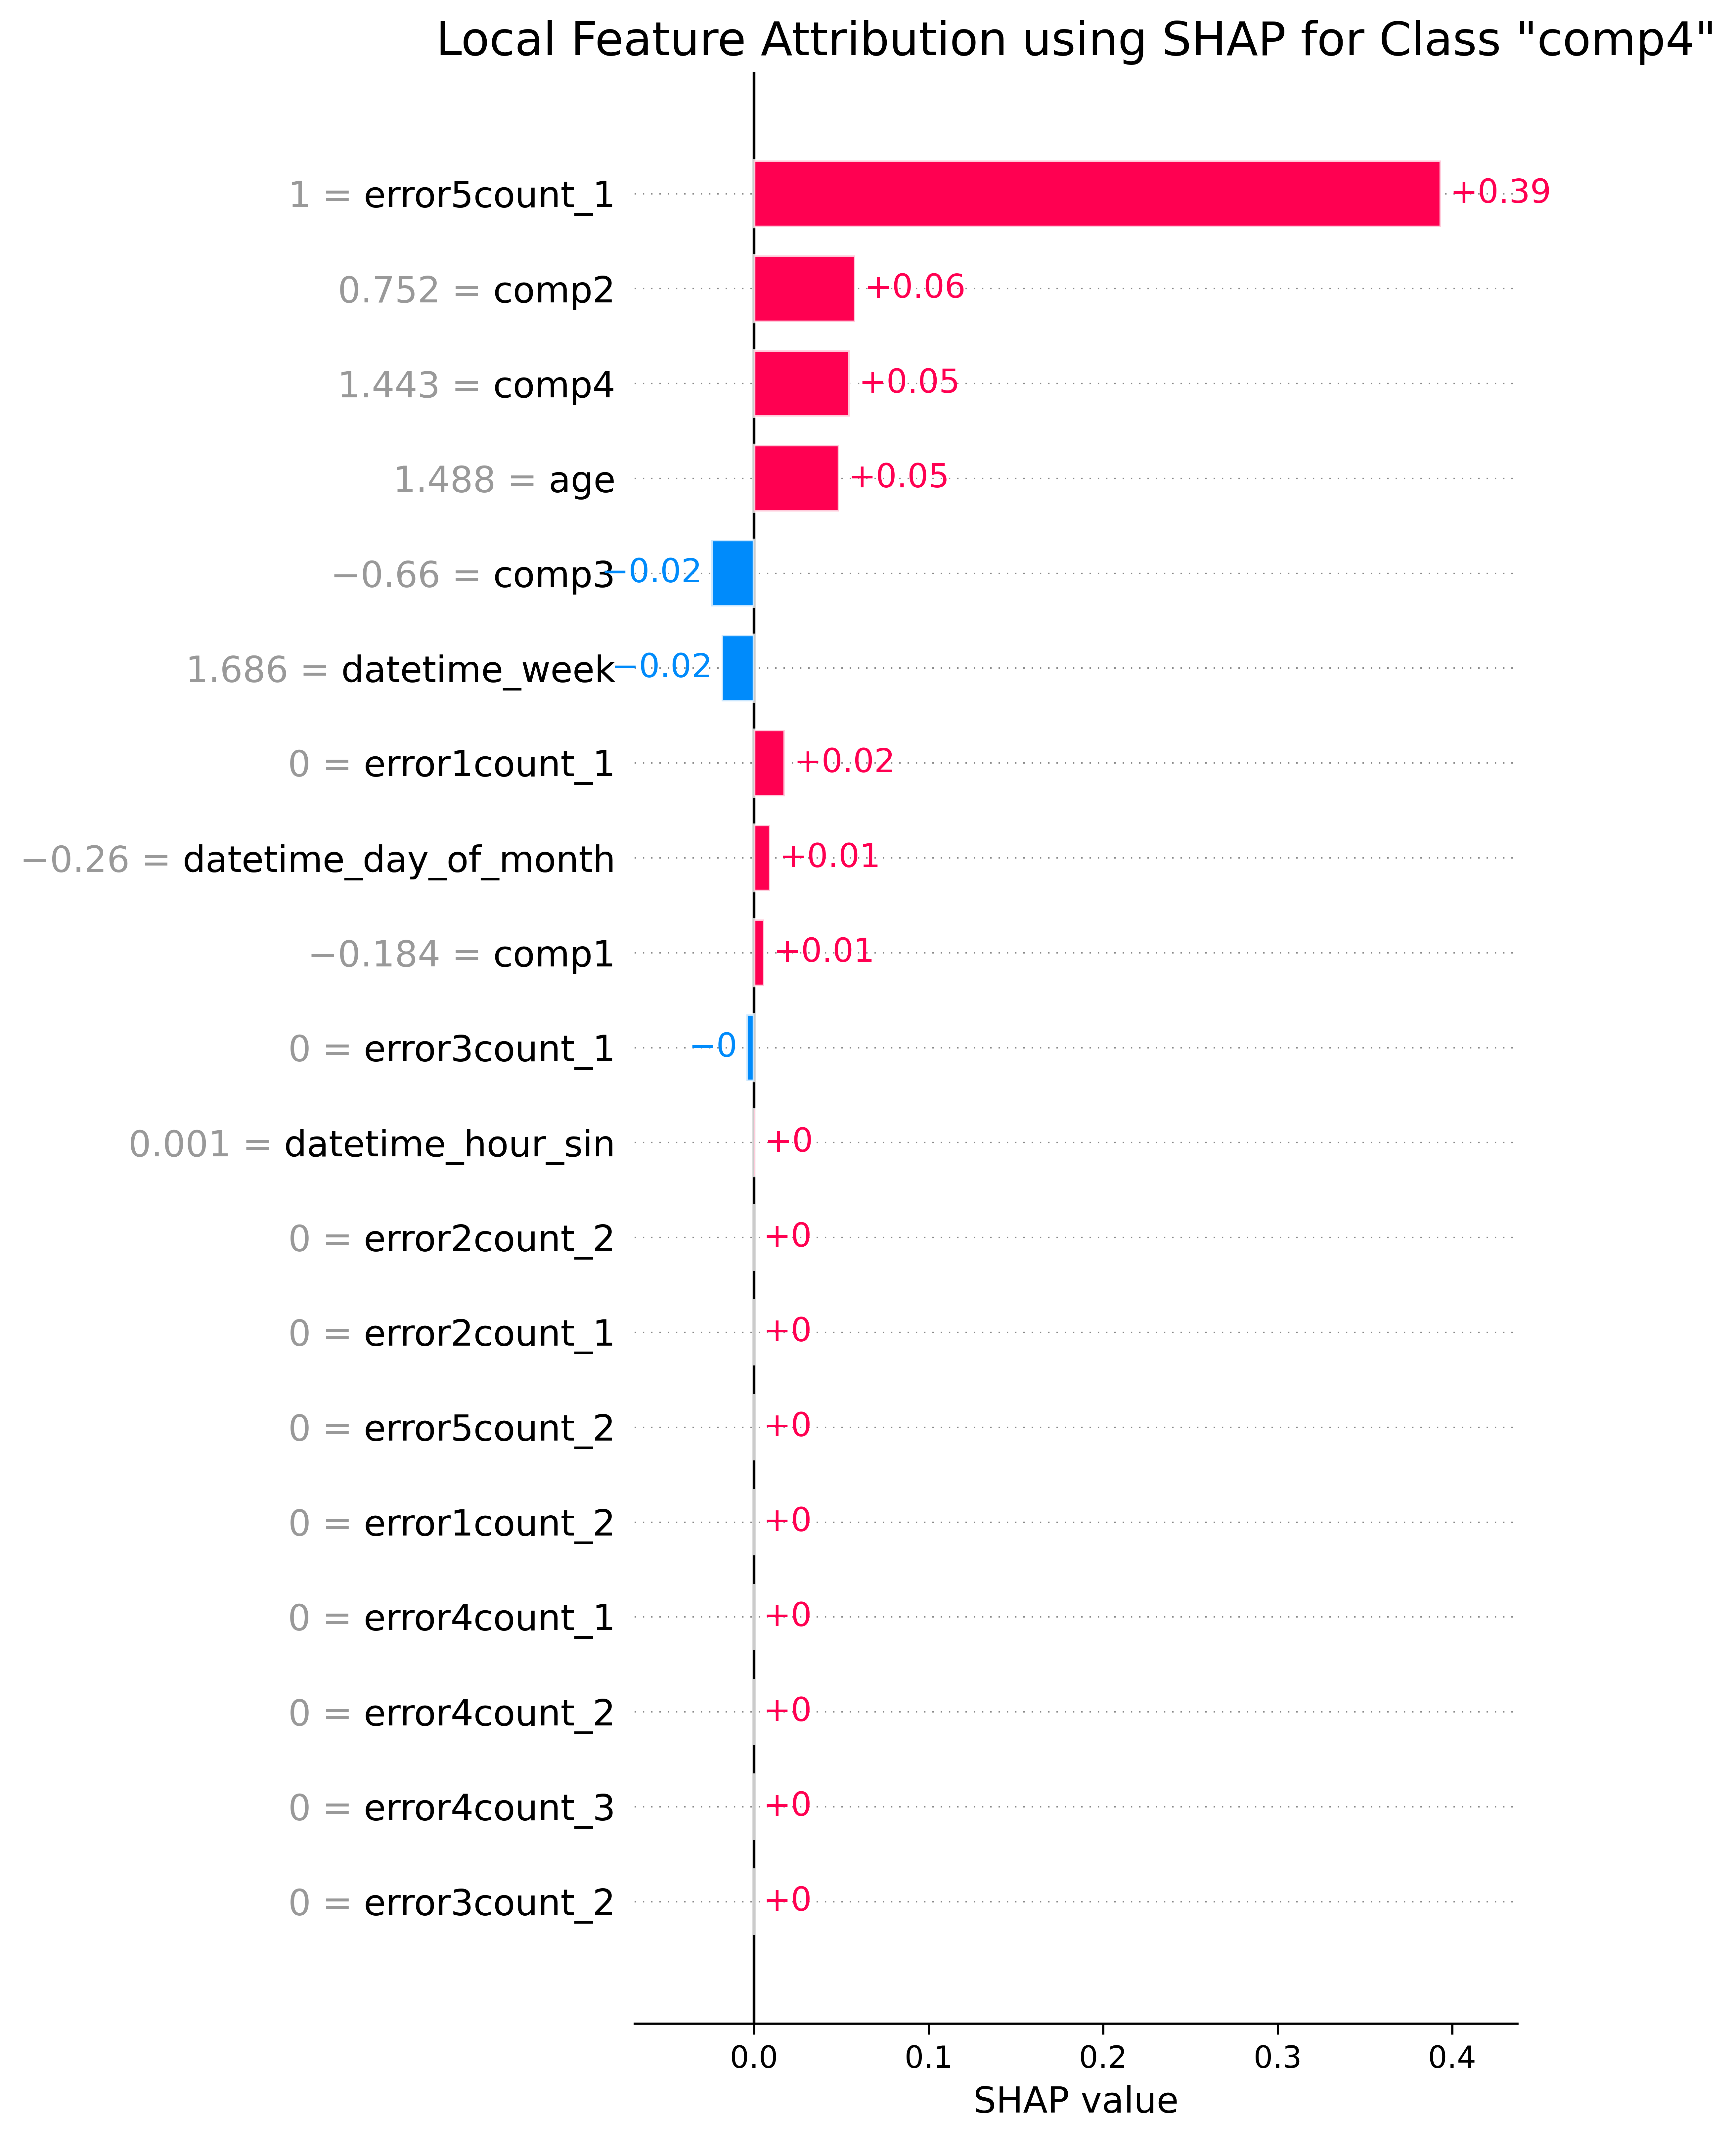 Local Feature Attribution using SHAP for Class "comp4"
1 = error5count_1 +0.39
0.752 = comp2 +0.06
1.443 = comp4 +0.05
1.488 = age +0.05
−0.66 = comp3 −0.02
1.686 = datetime_week −0.02
0 = error1count_1 +0.02
−0.26 = datetime_day_of_month +0.01
−0.184 = comp1 +0.01
0 = error3count_1 −0
0.001 = datetime_hour_sin +0
0 = error2count_2 +0
0 = error2count_1 +0
0 = error5count_2 +0
0 = error1count_2 +0
0 = error4count_1 +0
0 = error4count_2 +0
0 = error4count_3 +0
0 = error3count_2 +0
0.0 0.1 0.2 0.3 0.4
SHAP value